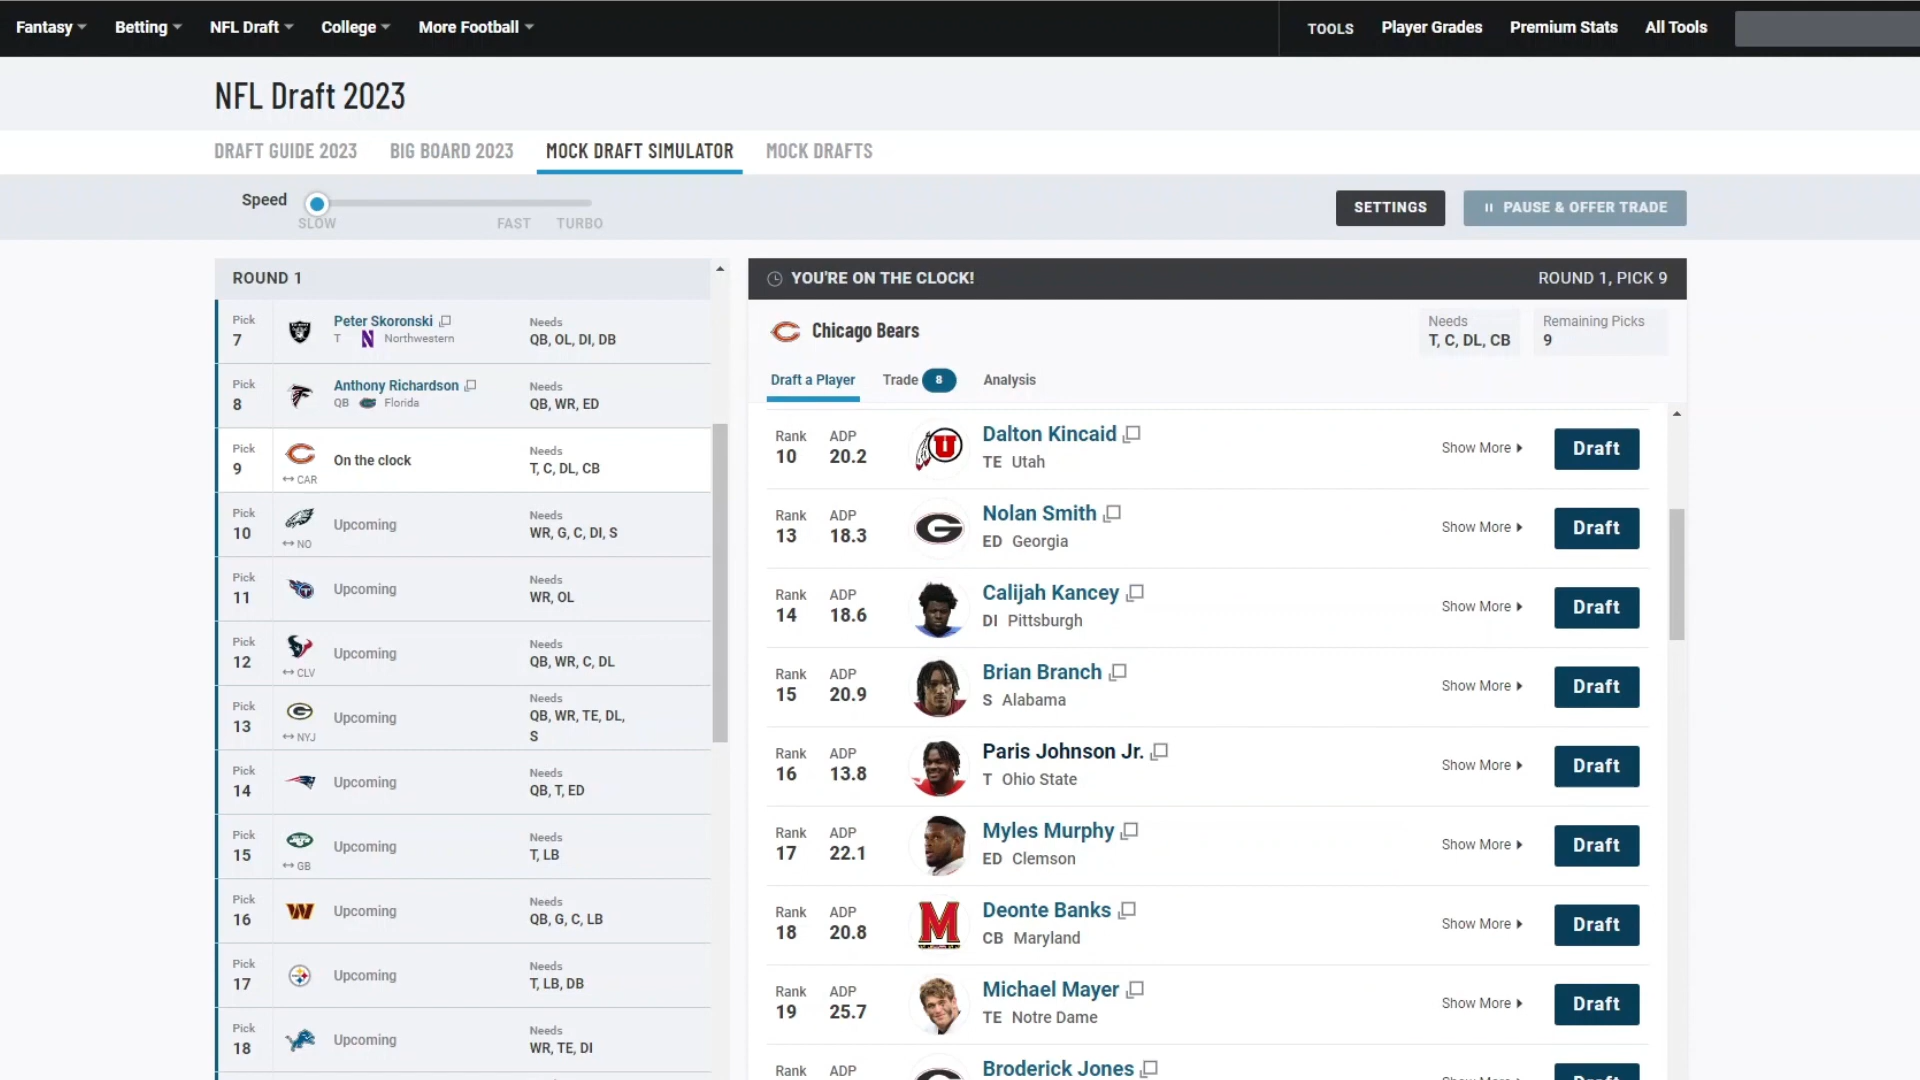 Fantasy Betting NFL Draft College More Football TOOLS Player Grades Premium Stats All Tools
NFL Draft 2023
DRAFT GUIDE 2023 BIG BOARD 2023 MOCK DRAFT SIMULATOR MOCK DRAFTS
Speed
SLOW FAST TURBO
SETTINGS PAUSE & OFFER TRADE
ROUND 1
Pick 7
Peter Skoronski
T Northwestern
Needs
QB, OL, DI, DB
Pick 8
Anthony Richardson
QB Florida
Needs
QB, WR, ED
Pick 9
↔ CAR
On the clock
Needs
T, C, DL, CB
Pick 10
↔ NO
Upcoming
Needs
WR, G, C, DI, S
Pick 11
Upcoming
Needs
WR, OL
Pick 12
↔ CLV
Upcoming
Needs
QB, WR, C, DL
Pick 13
↔ NYJ
Upcoming
Needs
QB, WR, TE, DL,
S
Pick 14
Upcoming
Needs
QB, T, ED
Pick 15
↔ GB
Upcoming
Needs
T, LB
Pick 16
Upcoming
Needs
QB, G, C, LB
Pick 17
Upcoming
Needs
T, LB, DB
Pick 18
Upcoming
Needs
WR, TE, DI
YOU'RE ON THE CLOCK! ROUND 1, PICK 9
Chicago Bears
Needs
T, C, DL, CB
Remaining Picks
9
Draft a Player Trade 8 Analysis
Rank 10 ADP 20.2
Dalton Kincaid
TE Utah
Show More Draft
Rank 13 ADP 18.3
Nolan Smith
ED Georgia
Show More Draft
Rank 14 ADP 18.6
Calijah Kancey
DI Pittsburgh
Show More Draft
Rank 15 ADP 20.9
Brian Branch
S Alabama
Show More Draft
Rank 16 ADP 13.8
Paris Johnson Jr.
T Ohio State
Show More Draft
Rank 17 ADP 22.1
Myles Murphy
ED Clemson
Show More Draft
Rank 18 ADP 20.8
Deonte Banks
CB Maryland
Show More Draft
Rank 19 ADP 25.7
Michael Mayer
TE Notre Dame
Show More Draft
Rank ADP
Broderick Jones